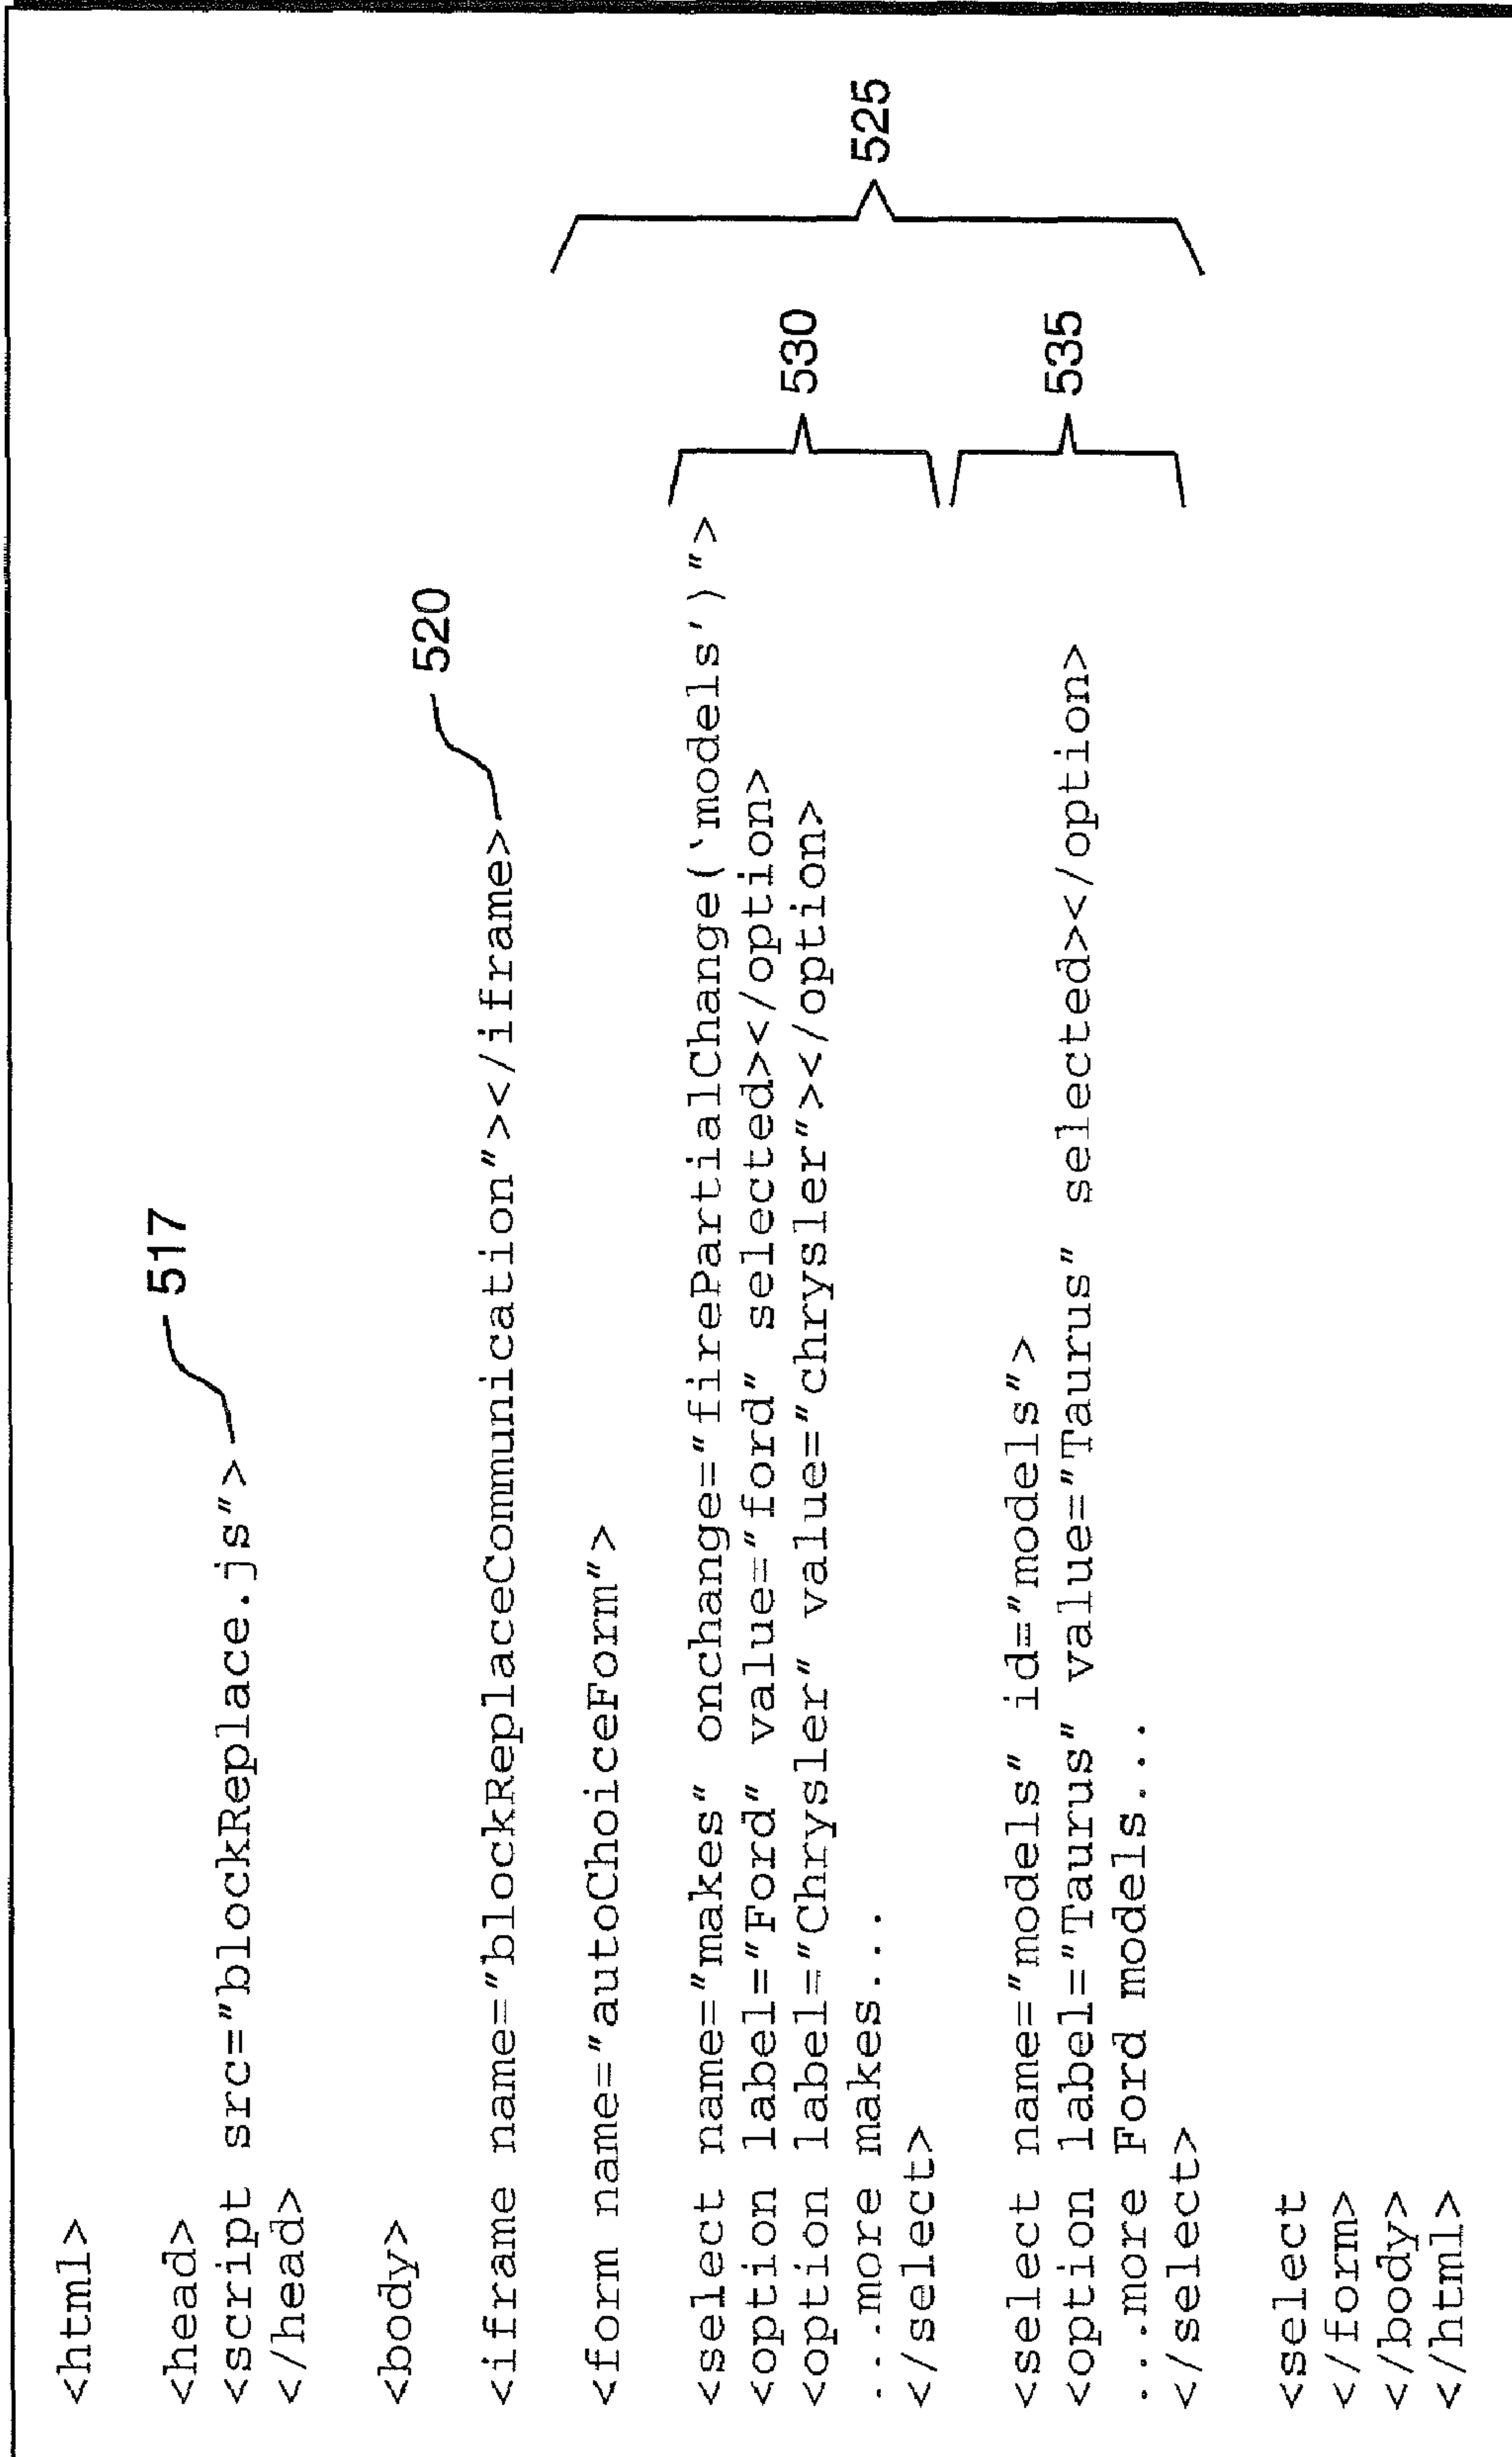 <html>
<head>
<script src="blockReplace.js">
517
</head>
<body>
<iframe name="blockReplaceCommunication"></iframe>
520
<form name="autoChoiceForm">
525
<select name="makes" onchange="firePartialChange(‛models’)">
<option label="Ford" value="ford" selected></option>
<option label="Chrysler" value="chrysler"></option>
530
...more makes...
</select>
<select name="models" id="models">
<option label="Taurus" value="Taurus" selected></option>
535
...more Ford models...
</select>
<select
</form>
</body>
</html>